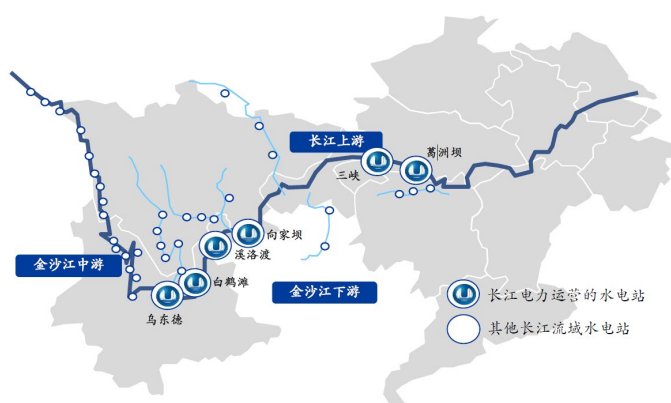 长江上游
葛洲坝
三峡
向家坝
溪洛渡
金沙江中游
白鹤滩
金沙江下游
乌东德
长江电力运营的水电站
其他长江流域水电站